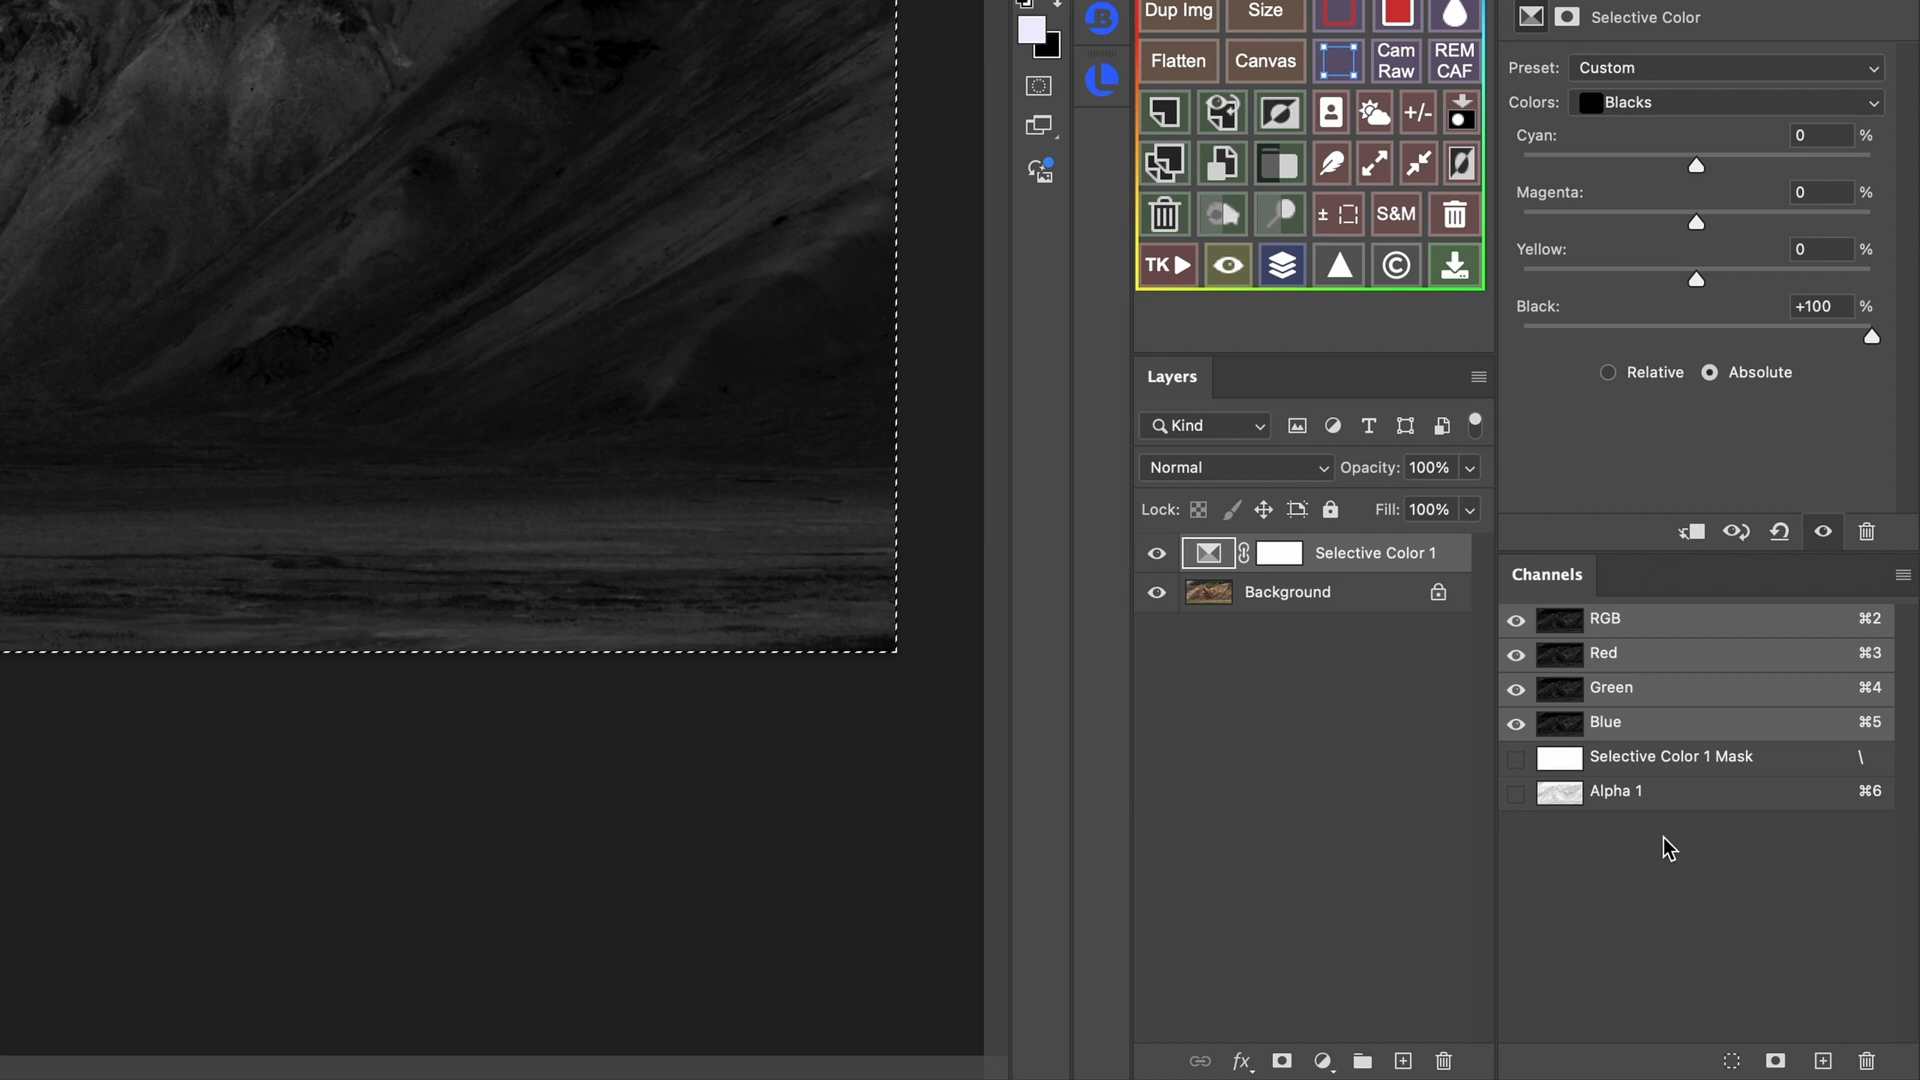 Dup Img
Size
Flatten
Canvas
Cam Raw
REM CAF
+/-
±
S&M
TK
Layers
Kind
Normal
Opacity: 100%
Lock:
Fill: 100%
Selective Color 1
Background
fx
Selective Color
Preset: Custom
Colors: Blacks
Cyan: 0 %
Magenta: 0 %
Yellow: 0 %
Black: +100 %
Relative
Absolute
Channels
RGB ⌘2
Red ⌘3
Green ⌘4
Blue ⌘5
Selective Color 1 Mask \
Alpha 1 ⌘6